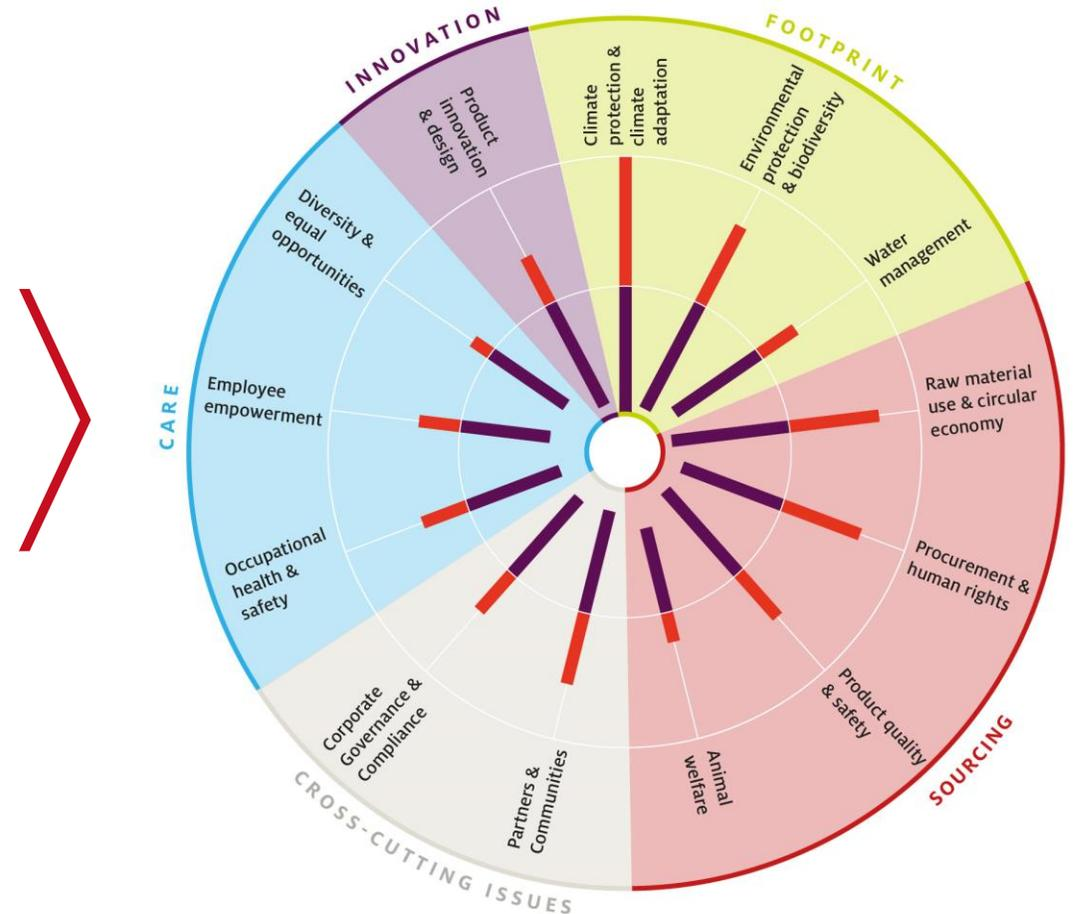 INNOVATION
Product
innovation
& design
FOOTPRINT
Climate
protection &
climate
adaptation
Environmental
protection
& biodiversity
Water
management
SOURCING
Raw material
use & circular
economy
Procurement &
human rights
Product quality
& safety
Animal
welfare
CROSS-CUTTING ISSUES
Partners &
Communities
Corporate
Governance &
Compliance
CARE
Occupational
health &
safety
Employee
empowerment
Diversity &
equal
opportunities